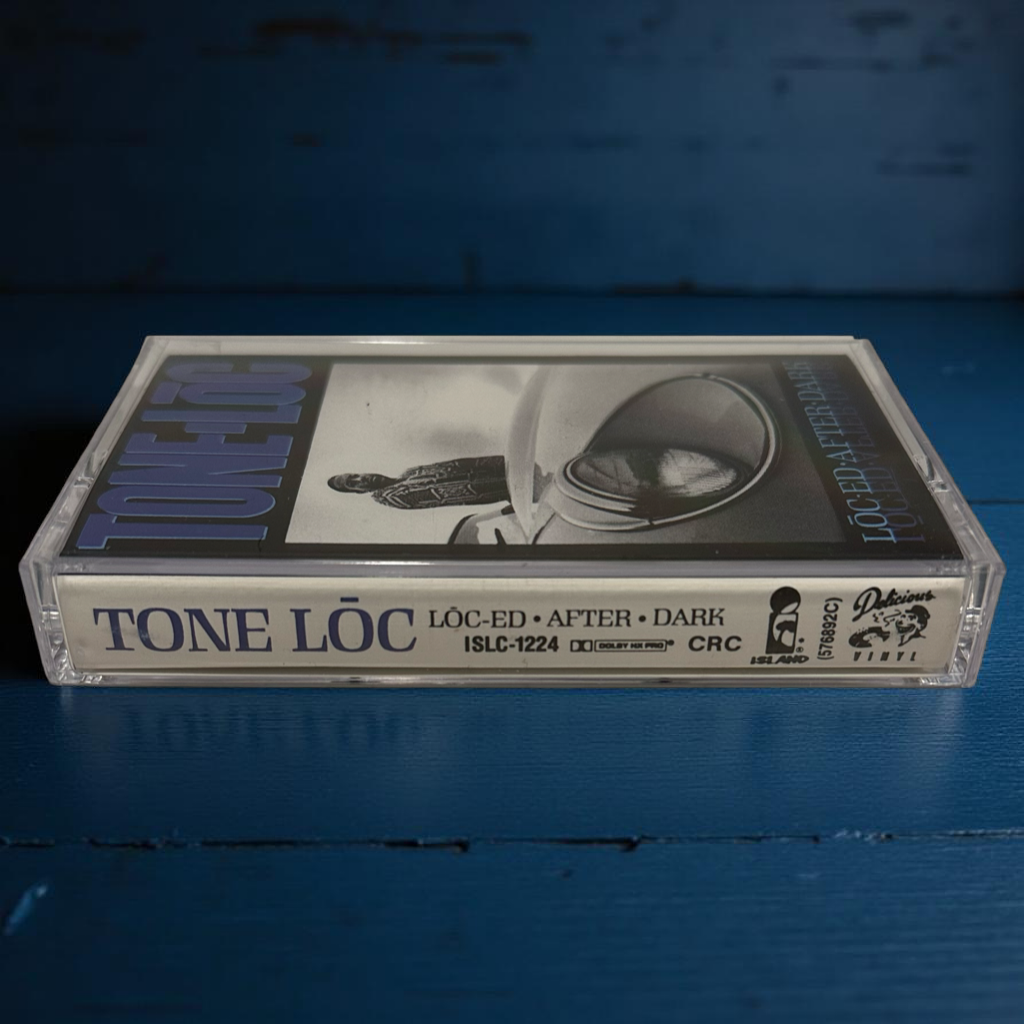 TONE-LŌC
LŌC·ED·AFTER·DARK
TONE LŌC
LŌC-ED • AFTER • DARK
ISLC-1224 DOLBY HX PRO CRC
ISLAND®
(576892C)
Delicious
VINYL